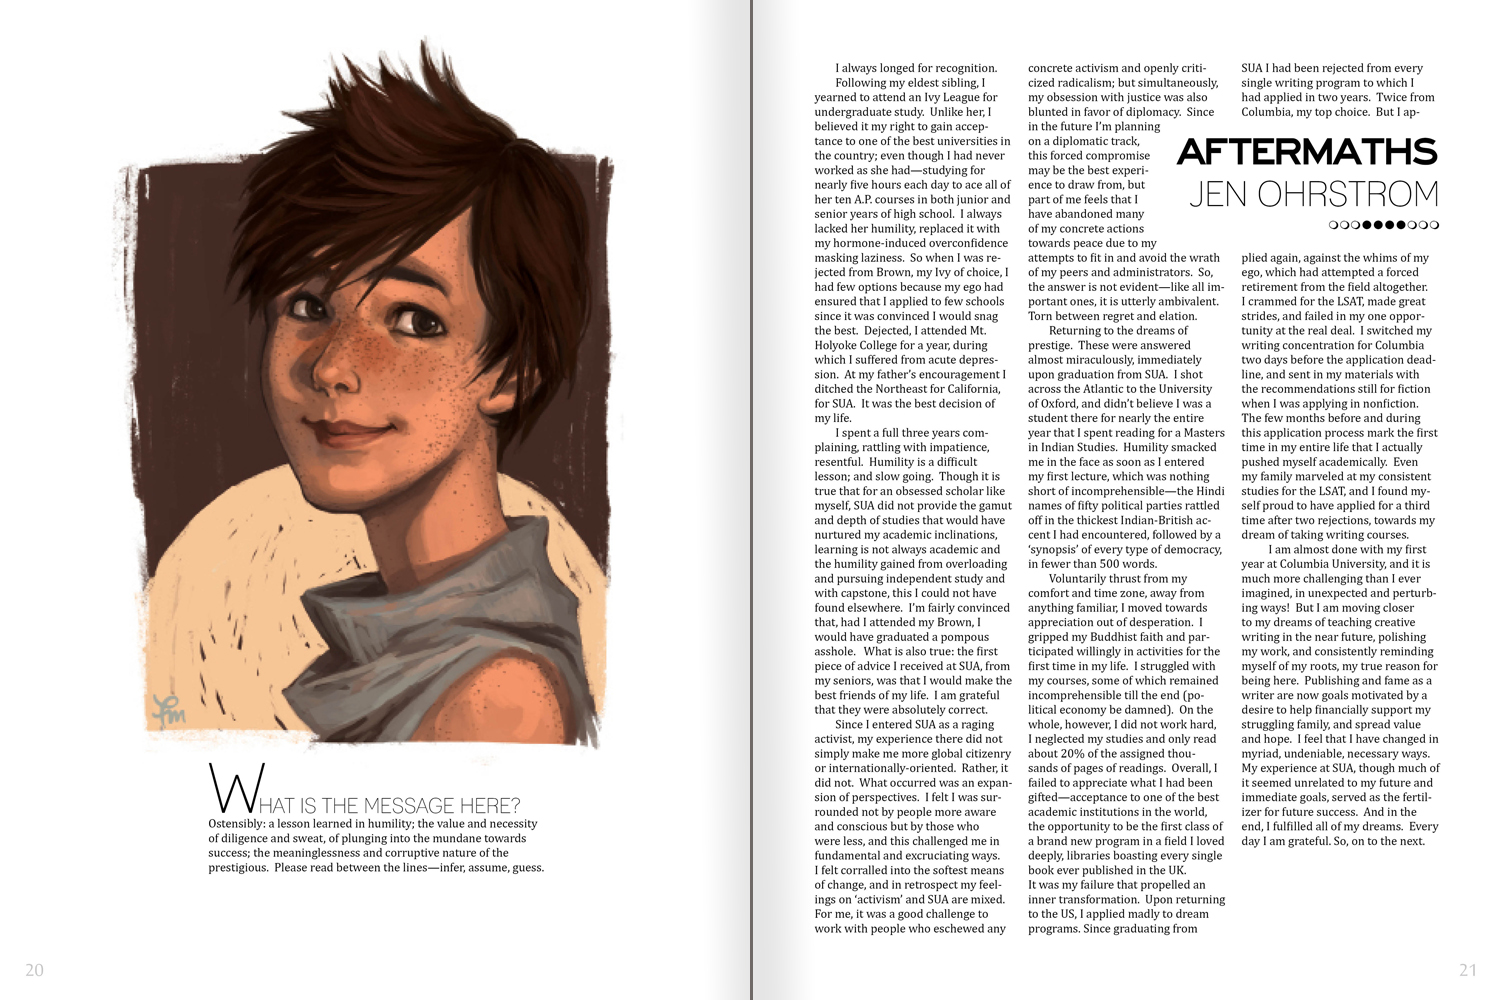 WHAT IS THE MESSAGE HERE?
Ostensibly: a lesson learned in humility; the value and necessity
of diligence and sweat, of plunging into the mundane towards
success; the meaninglessness and corruptive nature of the
prestigious.  Please read between the lines—infer, assume, guess.
20
AFTERMATHS
JEN OHRSTROM
I always longed for recognition.
Following my eldest sibling, I
yearned to attend an Ivy League for
undergraduate study.  Unlike her, I
believed it my right to gain accep-
tance to one of the best universities in
the country; even though I had never
worked as she had—studying for
nearly five hours each day to ace all of
her ten A.P. courses in both junior and
senior years of high school.  I always
lacked her humility, replaced it with
my hormone-induced overconfidence
masking laziness.  So when I was re-
jected from Brown, my Ivy of choice, I
had few options because my ego had
ensured that I applied to few schools
since it was convinced I would snag
the best.  Dejected, I attended Mt.
Holyoke College for a year, during
which I suffered from acute depres-
sion.  At my father's encouragement I
ditched the Northeast for California,
for SUA.  It was the best decision of
my life.
I spent a full three years com-
plaining, rattling with impatience,
resentful.  Humility is a difficult
lesson; and slow going.  Though it is
true that for an obsessed scholar like
myself, SUA did not provide the gamut
and depth of studies that would have
nurtured my academic inclinations,
learning is not always academic and
the humility gained from overloading
and pursuing independent study and
with capstone, this I could not have
found elsewhere.  I'm fairly convinced
that, had I attended my Brown, I
would have graduated a pompous
asshole.   What is also true: the first
piece of advice I received at SUA, from
my seniors, was that I would make the
best friends of my life.  I am grateful
that they were absolutely correct.
Since I entered SUA as a raging
activist, my experience there did not
simply make me more global citizenry
or internationally-oriented.  Rather, it
did not.  What occurred was an expan-
sion of perspectives.  I felt I was sur-
rounded not by people more aware
and conscious but by those who
were less, and this challenged me in
fundamental and excruciating ways.
I felt corralled into the softest means
of change, and in retrospect my feel-
ings on 'activism' and SUA are mixed.
For me, it was a good challenge to
work with people who eschewed any
concrete activism and openly criti-
cized radicalism; but simultaneously,
my obsession with justice was also
blunted in favor of diplomacy.  Since
in the future I'm planning
on a diplomatic track,
this forced compromise
may be the best experi-
ence to draw from, but
part of me feels that I
have abandoned many
of my concrete actions
towards peace due to my
attempts to fit in and avoid the wrath
of my peers and administrators.  So,
the answer is not evident—like all im-
portant ones, it is utterly ambivalent.
Torn between regret and elation.
Returning to the dreams of
prestige.  These were answered
almost miraculously, immediately
upon graduation from SUA.  I shot
across the Atlantic to the University
of Oxford, and didn't believe I was a
student there for nearly the entire
year that I spent reading for a Masters
in Indian Studies.  Humility smacked
me in the face as soon as I entered
my first lecture, which was nothing
short of incomprehensible—the Hindi
names of fifty political parties rattled
off in the thickest Indian-British ac-
cent I had encountered, followed by a
'synopsis' of every type of democracy,
in fewer than 500 words.
Voluntarily thrust from my
comfort and time zone, away from
anything familiar, I moved towards
appreciation out of desperation.  I
gripped my Buddhist faith and par-
ticipated willingly in activities for the
first time in my life.  I struggled with
my courses, some of which remained
incomprehensible till the end (po-
litical economy be damned).  On the
whole, however, I did not work hard,
I neglected my studies and only read
about 20% of the assigned thou-
sands of pages of readings.  Overall, I
failed to appreciate what I had been
gifted—acceptance to one of the best
academic institutions in the world,
the opportunity to be the first class of
a brand new program in a field I loved
deeply, libraries boasting every single
book ever published in the UK.
It was my failure that propelled an
inner transformation.  Upon returning
to the US, I applied madly to dream
programs. Since graduating from
SUA I had been rejected from every
single writing program to which I
had applied in two years.  Twice from
Columbia, my top choice.  But I ap-
plied again, against the whims of my
ego, which had attempted a forced
retirement from the field altogether.
I crammed for the LSAT, made great
strides, and failed in my one oppor-
tunity at the real deal.  I switched my
writing concentration for Columbia
two days before the application dead-
line, and sent in my materials with
the recommendations still for fiction
when I was applying in nonfiction.
The few months before and during
this application process mark the first
time in my entire life that I actually
pushed myself academically.  Even
my family marveled at my consistent
studies for the LSAT, and I found my-
self proud to have applied for a third
time after two rejections, towards my
dream of taking writing courses.
I am almost done with my first
year at Columbia University, and it is
much more challenging than I ever
imagined, in unexpected and perturb-
ing ways!  But I am moving closer
to my dreams of teaching creative
writing in the near future, polishing
my work, and consistently reminding
myself of my roots, my true reason for
being here.  Publishing and fame as a
writer are now goals motivated by a
desire to help financially support my
struggling family, and spread value
and hope.  I feel that I have changed in
myriad, undeniable, necessary ways.
My experience at SUA, though much of
it seemed unrelated to my future and
immediate goals, served as the fertil-
izer for future success.  And in the
end, I fulfilled all of my dreams.  Every
day I am grateful. So, on to the next.
21